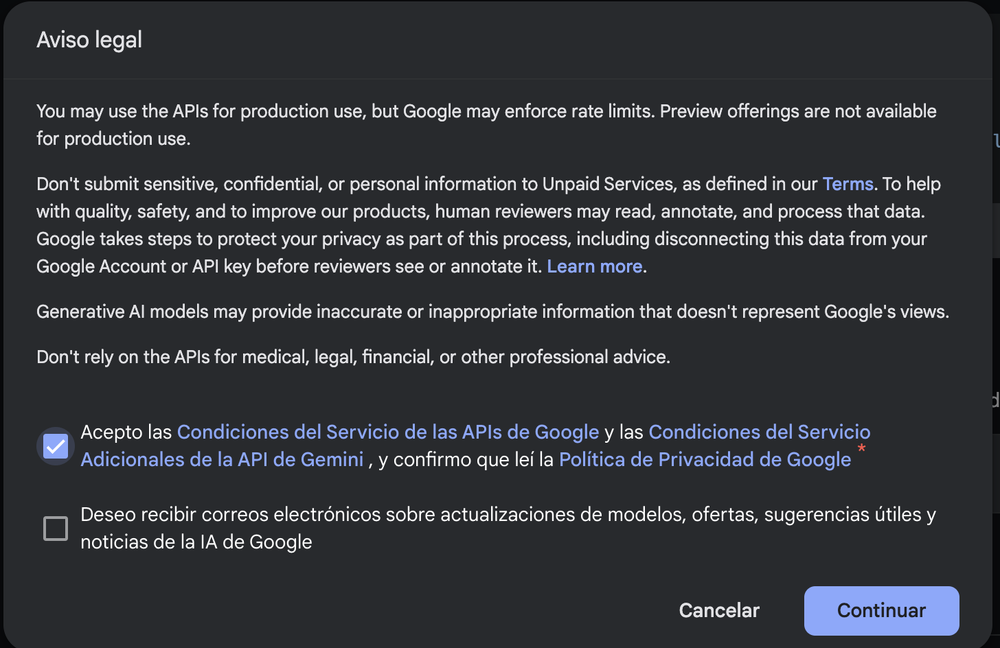 Aviso legal
You may use the APIs for production use, but Google may enforce rate limits. Preview offerings are not available
for production use.
Don't submit sensitive, confidential, or personal information to Unpaid Services, as defined in our Terms. To help
with quality, safety, and to improve our products, human reviewers may read, annotate, and process that data.
Google takes steps to protect your privacy as part of this process, including disconnecting this data from your
Google Account or API key before reviewers see or annotate it. Learn more.
Generative AI models may provide inaccurate or inappropriate information that doesn't represent Google's views.
Don't rely on the APIs for medical, legal, financial, or other professional advice.
Acepto las Condiciones del Servicio de las APIs de Google y las Condiciones del Servicio
Adicionales de la API de Gemini , y confirmo que leí la Política de Privacidad de Google *
Deseo recibir correos electrónicos sobre actualizaciones de modelos, ofertas, sugerencias útiles y
noticias de la IA de Google
Cancelar
Continuar